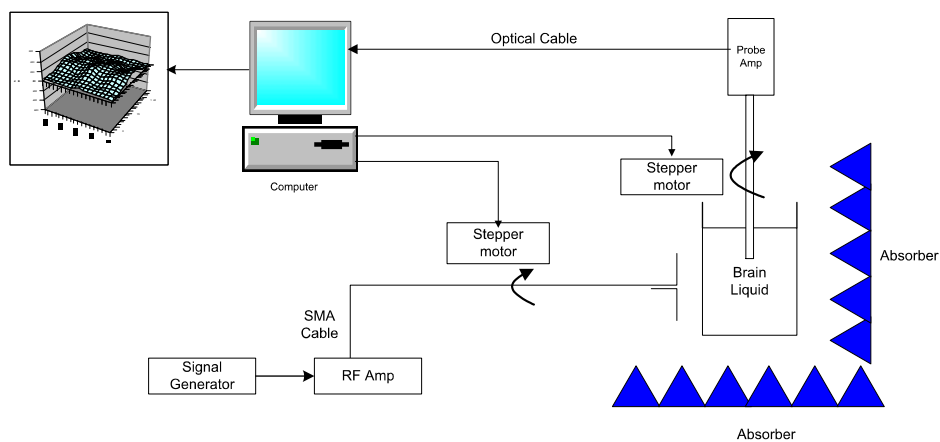 Optical Cable
Probe
Amp
Computer
Stepper
motor
Stepper
motor
Absorber
Brain
Liquid
SMA
Cable
Signal
Generator
RF Amp
Absorber